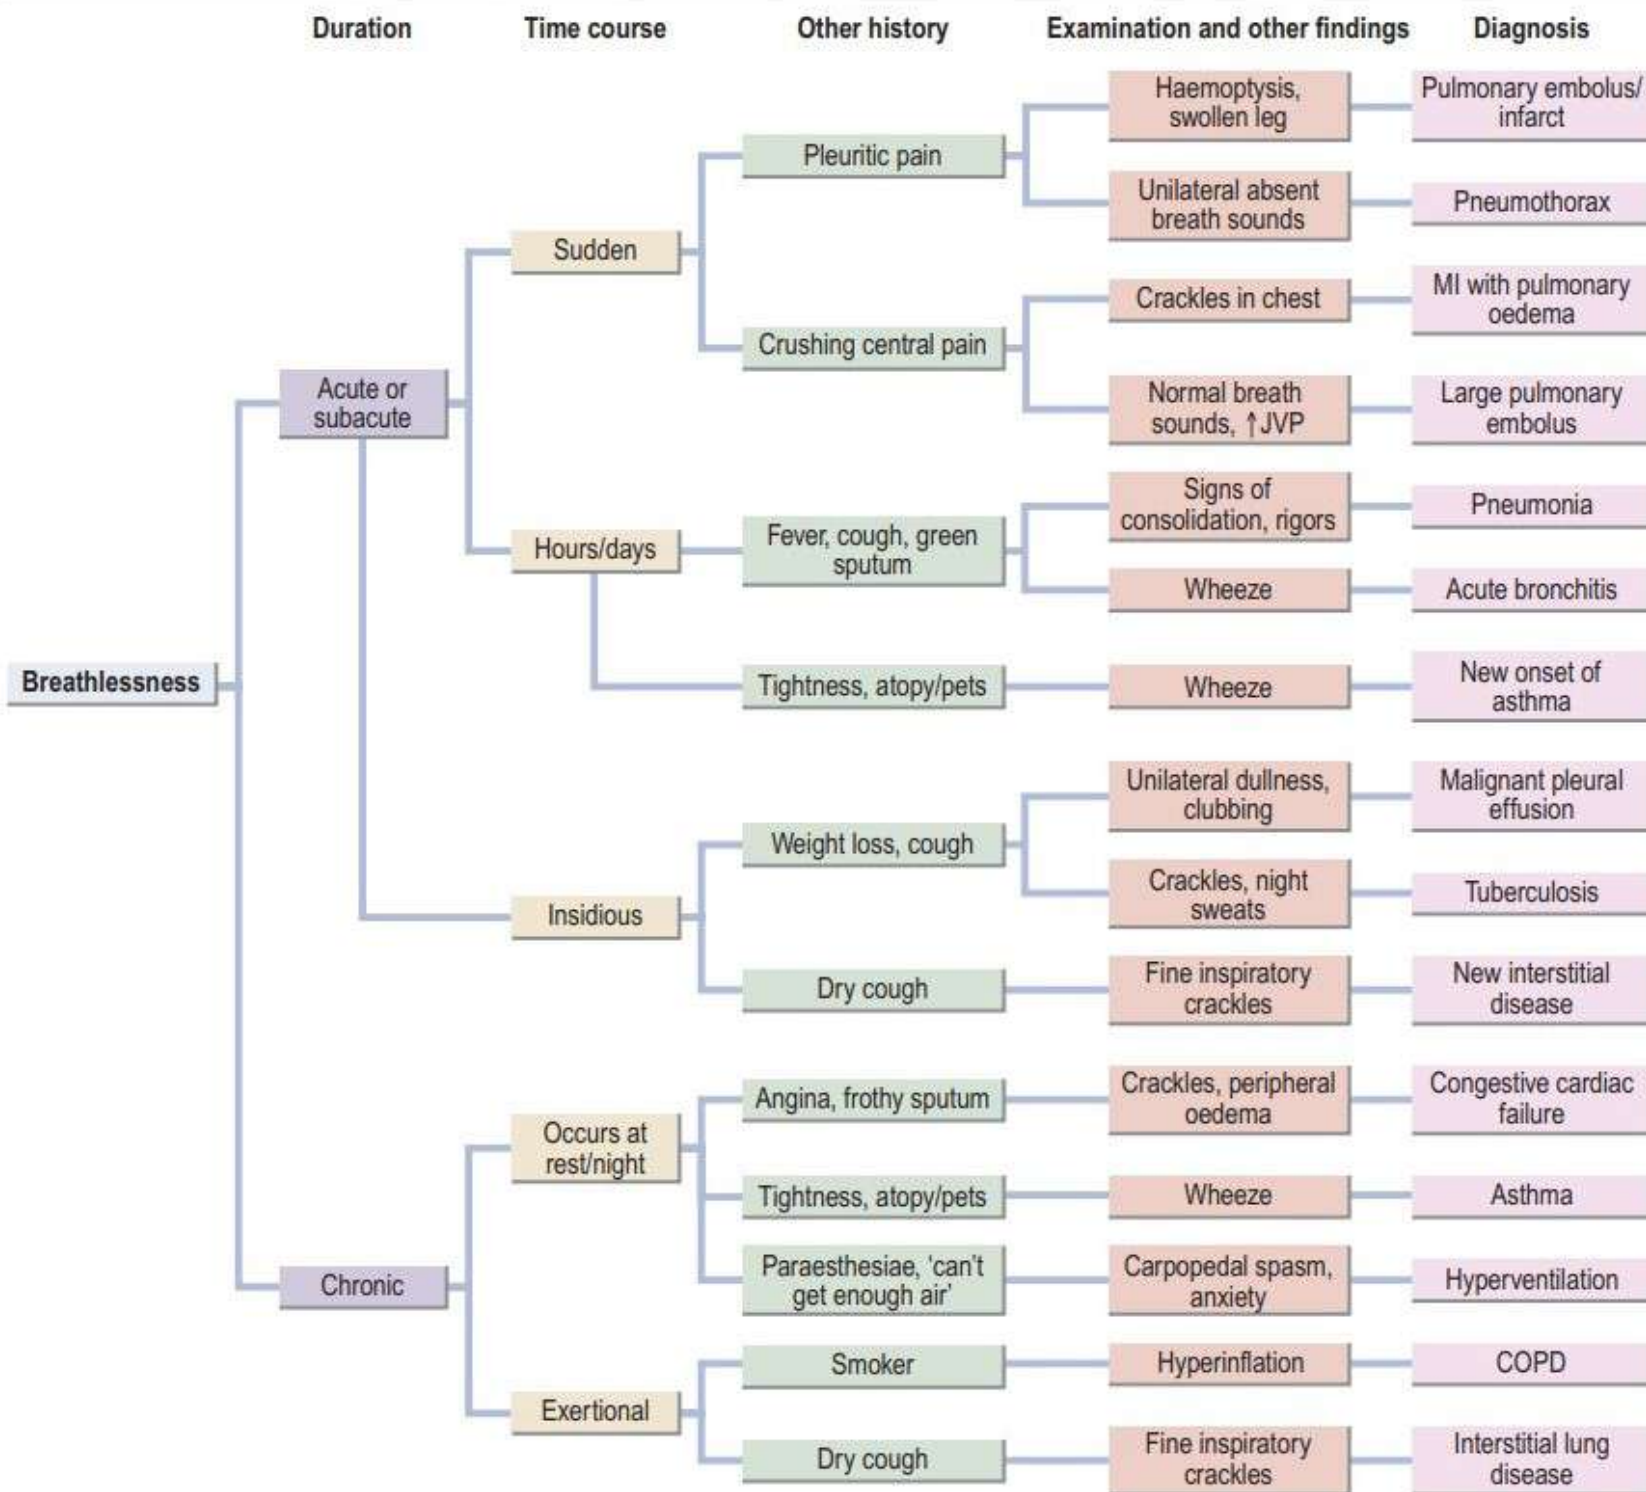 Duration
Time course
Other history
Examination and other findings
Diagnosis
Breathlessness
Acute or
subacute
Sudden
Pleuritic pain
Haemoptysis,
swollen leg
Pulmonary embolus/
infarct
Unilateral absent
breath sounds
Pneumothorax
Crushing central pain
Crackles in chest
MI with pulmonary
oedema
Normal breath
sounds, ↑JVP
Large pulmonary
embolus
Hours/days
Fever, cough, green
sputum
Signs of
consolidation, rigors
Pneumonia
Wheeze
Acute bronchitis
Tightness, atopy/pets
Wheeze
New onset of
asthma
Insidious
Weight loss, cough
Unilateral dullness,
clubbing
Malignant pleural
effusion
Crackles, night
sweats
Tuberculosis
Dry cough
Fine inspiratory
crackles
New interstitial
disease
Chronic
Occurs at
rest/night
Angina, frothy sputum
Crackles, peripheral
oedema
Congestive cardiac
failure
Tightness, atopy/pets
Wheeze
Asthma
Paraesthesiae, 'can't
get enough air'
Carpopedal spasm,
anxiety
Hyperventilation
Exertional
Smoker
Hyperinflation
COPD
Dry cough
Fine inspiratory
crackles
Interstitial lung
disease